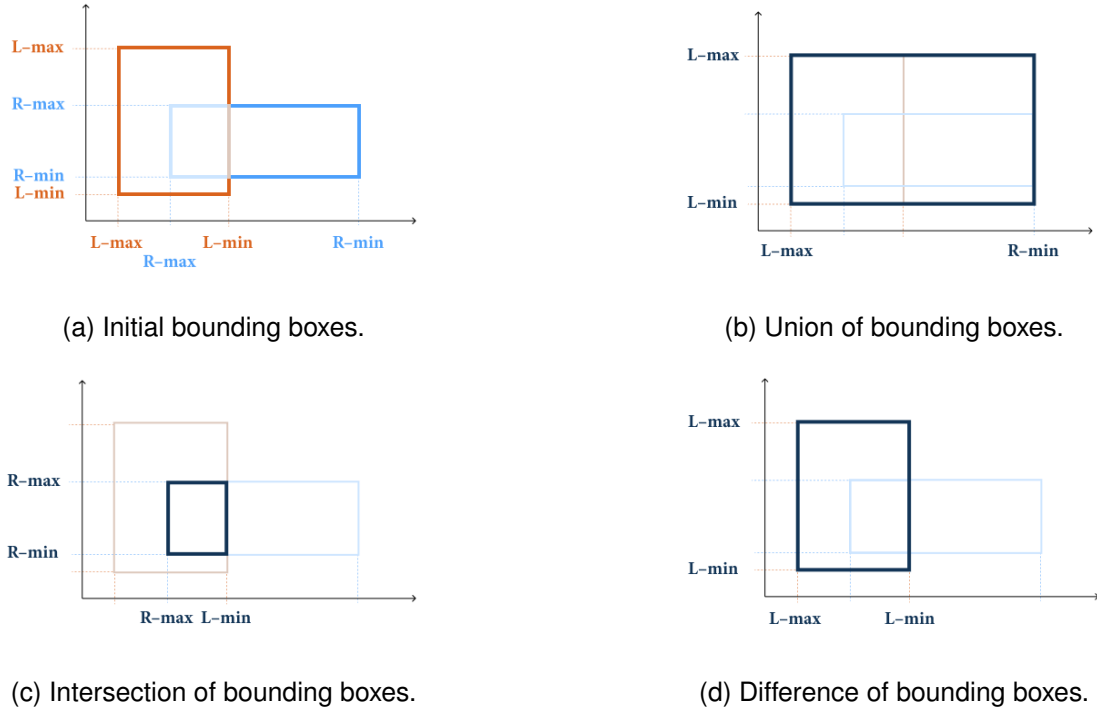 L–max
R–max
R–min
L–min
L–max
L–min
R–min
R–max
(a) Initial bounding boxes.
L–max
L–min
L–max
R–min
(b) Union of bounding boxes.
R–max
R–min
R–max
L–min
(c) Intersection of bounding boxes.
L–max
L–min
L–max
L–min
(d) Difference of bounding boxes.